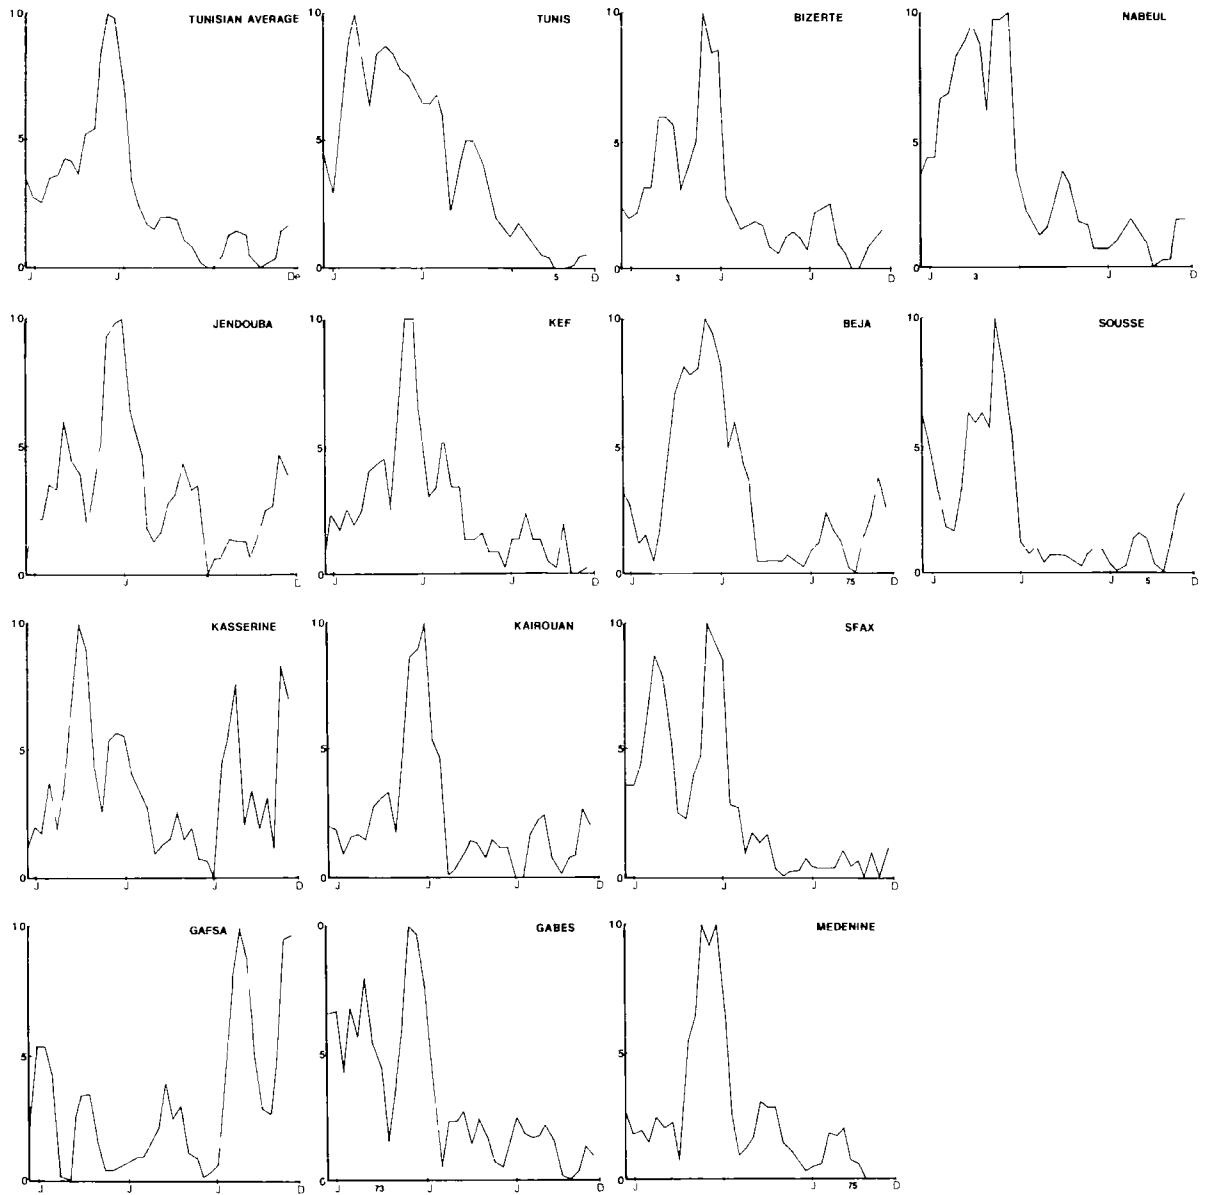 10 TUNISIAN AVERAGE
5
0
J J De
10 TUNIS
5
0
J J 5 D
10 BIZERTE
5
0
J 3 J J D
10 NABEUL
5
0
J 3 J D
10 JENDOUBA
5
0
J D
10 KEF
5
0
J J J D
10 BEJA
5
0
J J J 75 D
10 SOUSSE
5
0
J J J 5 D
10 KASSERINE
5
0
J J J D
10 KAIROUAN
5
0
J J J D
10 SFAX
5
0
J J J D
10 GAFSA
5
0
J J J D
0 GABES
5
0
J 73 J J D
10 MEDENINE
5
0
J J J 75 D